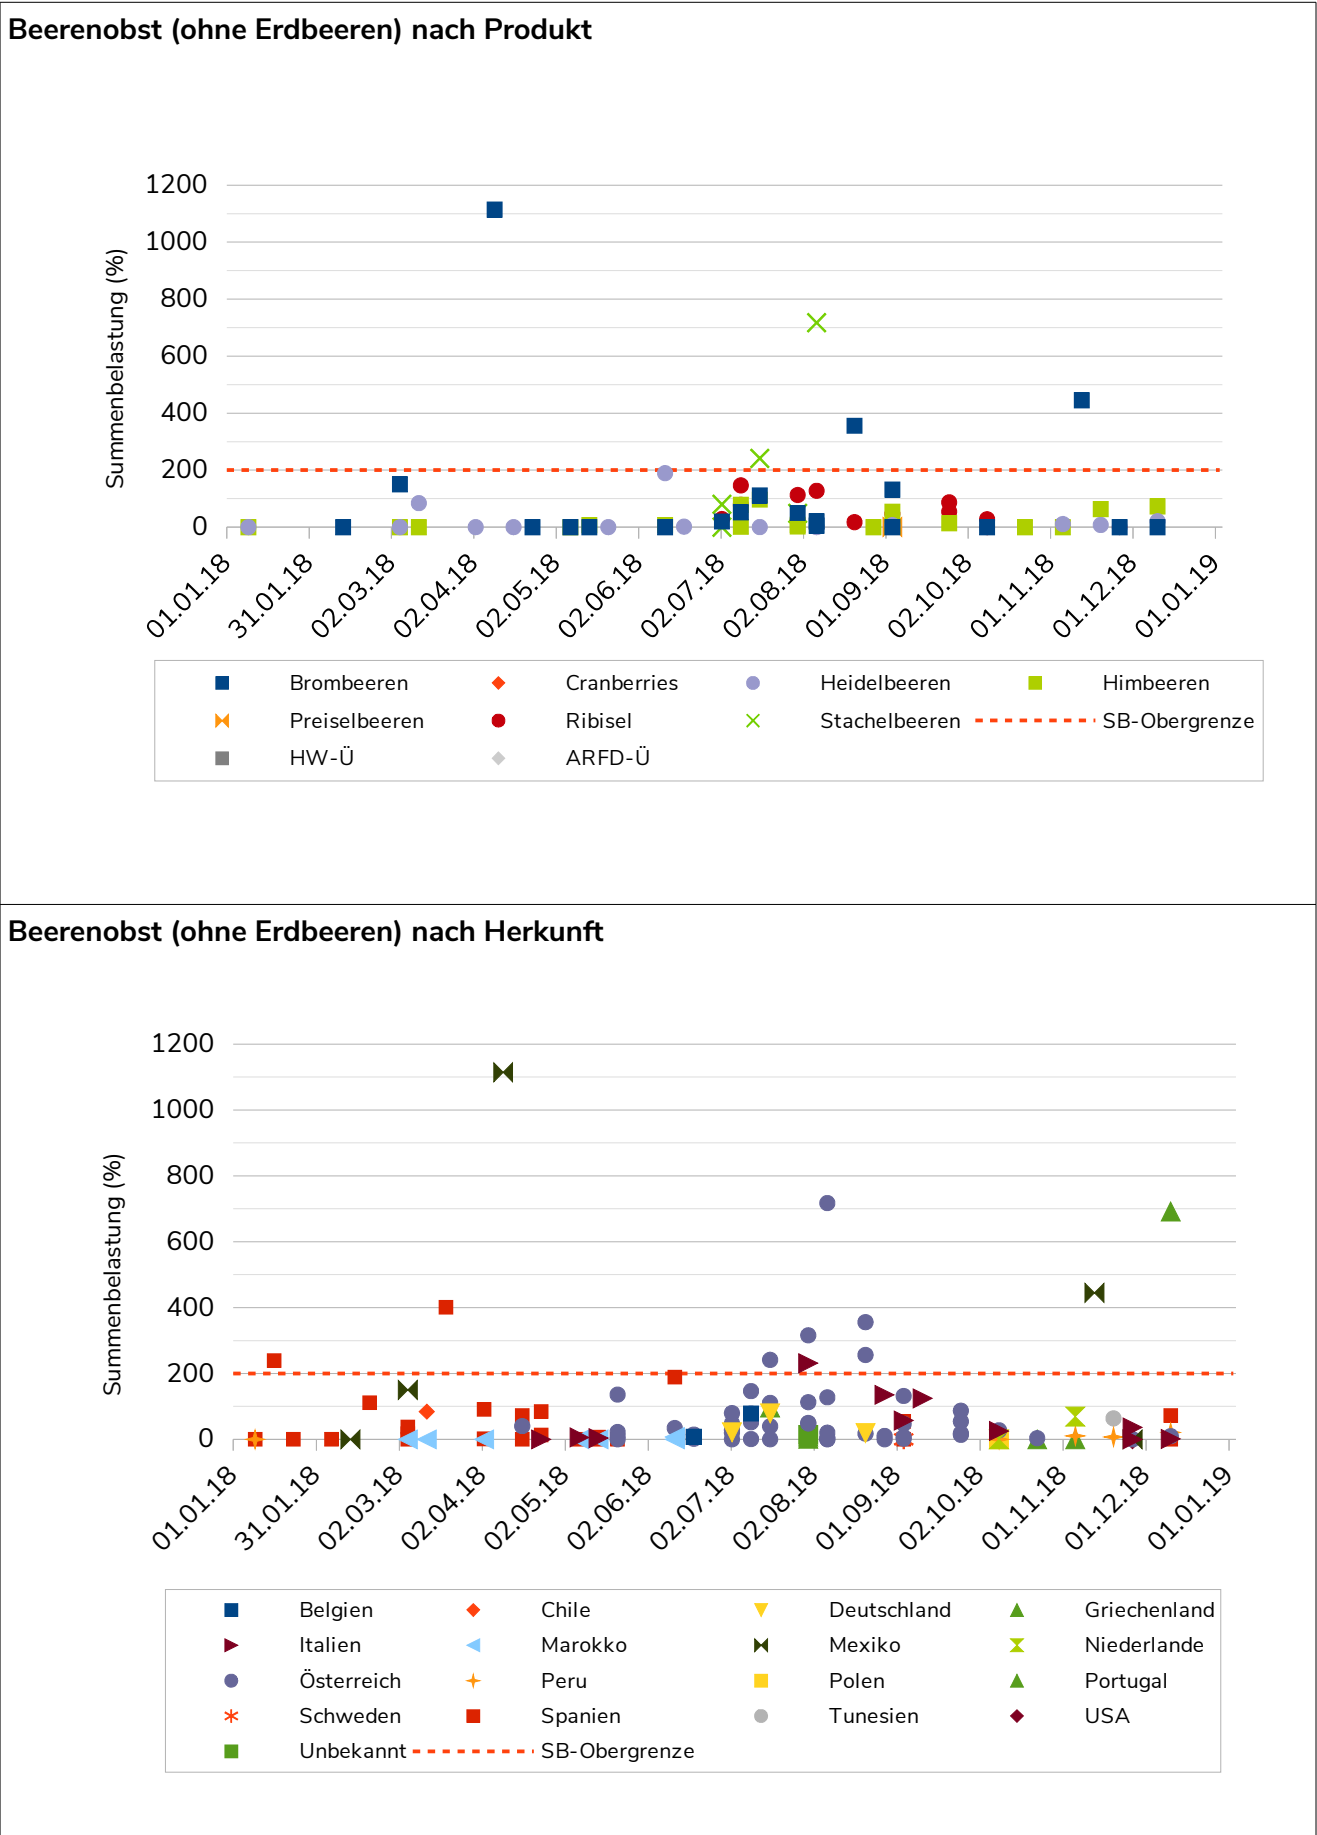 Beerenobst (ohne Erdbeeren) nach Produkt
1200
1000
800
600
400
200
0
Summenbelastung (%)
01.01.18 31.01.18 02.03.18 02.04.18 02.05.18 02.06.18 02.07.18 02.08.18 01.09.18 02.10.18 01.11.18 01.12.18 01.01.19
Brombeeren Cranberries Heidelbeeren Himbeeren
Preiselbeeren Ribisel Stachelbeeren SB-Obergrenze
HW-Ü ARFD-Ü
Beerenobst (ohne Erdbeeren) nach Herkunft
1200
1000
800
600
400
200
0
Summenbelastung (%)
01.01.18 31.01.18 02.03.18 02.04.18 02.05.18 02.06.18 02.07.18 02.08.18 01.09.18 02.10.18 01.11.18 01.12.18 01.01.19
Belgien Chile Deutschland Griechenland
Italien Marokko Mexiko Niederlande
Österreich Peru Polen Portugal
Schweden Spanien Tunesien USA
Unbekannt SB-Obergrenze